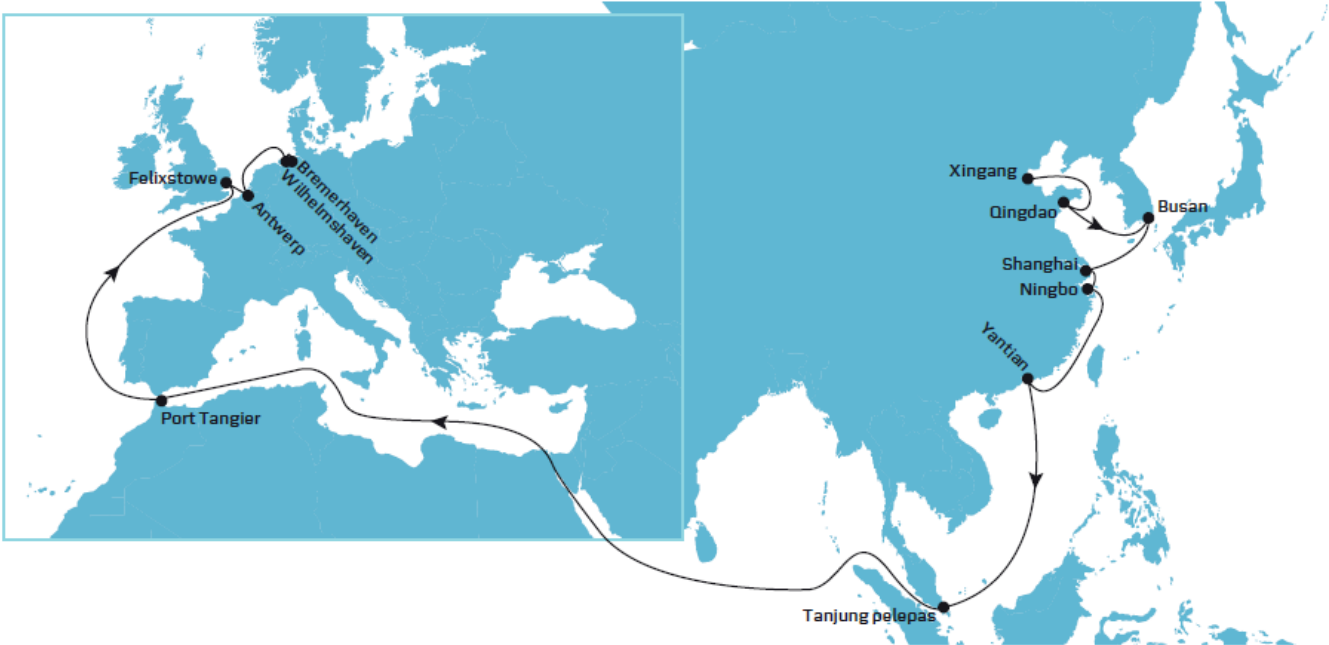 Felixstowe
Bremerhaven
Wilhelmshaven
Antwerp
Port Tangier
Xingang
Qingdao
Busan
Shanghai
Ningbo
Yantian
Tanjung pelepas